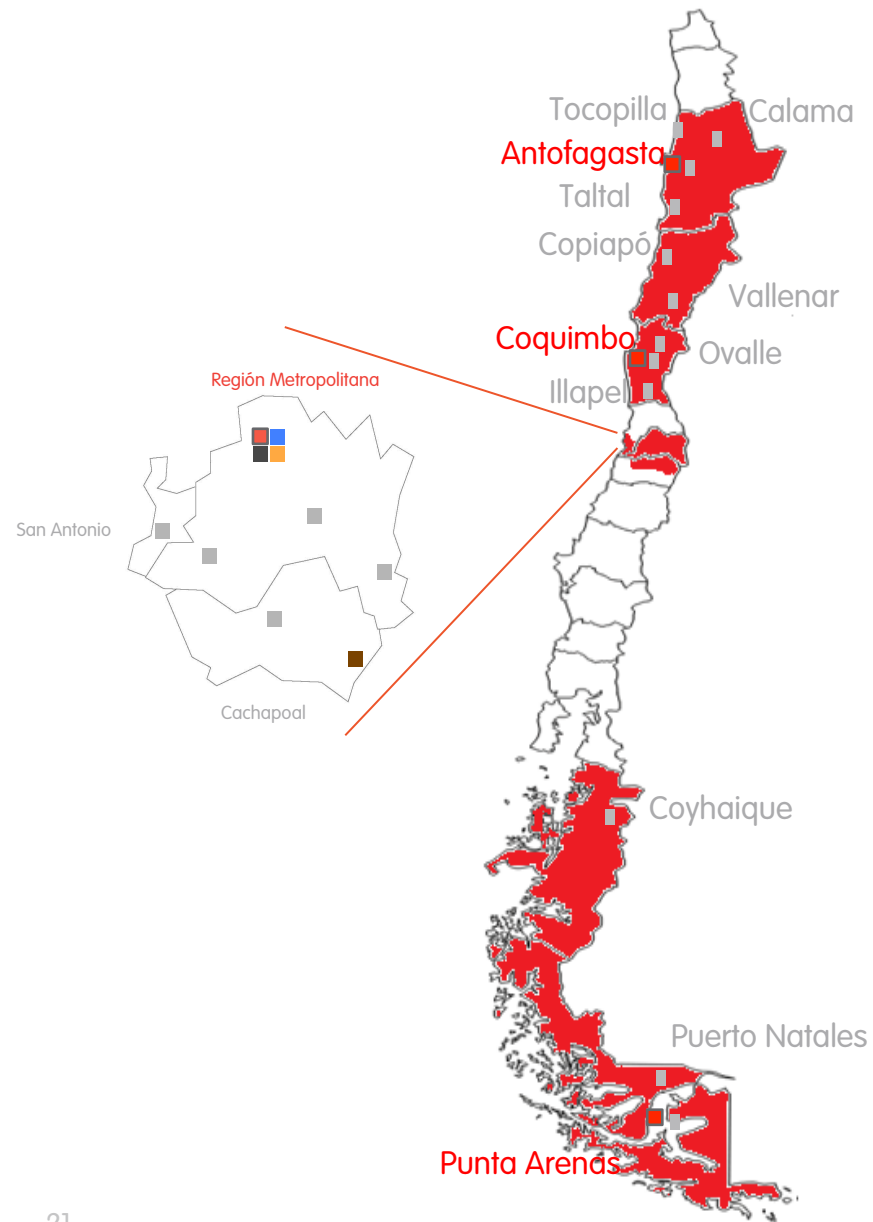 Tocopilla
Calama
Antofagasta
Taltal
Copiapó
Vallenar
Coquimbo
Ovalle
Illapel
Región Metropolitana
San Antonio
Cachapoal
Coyhaique
Puerto Natales
Punta Arenas
21